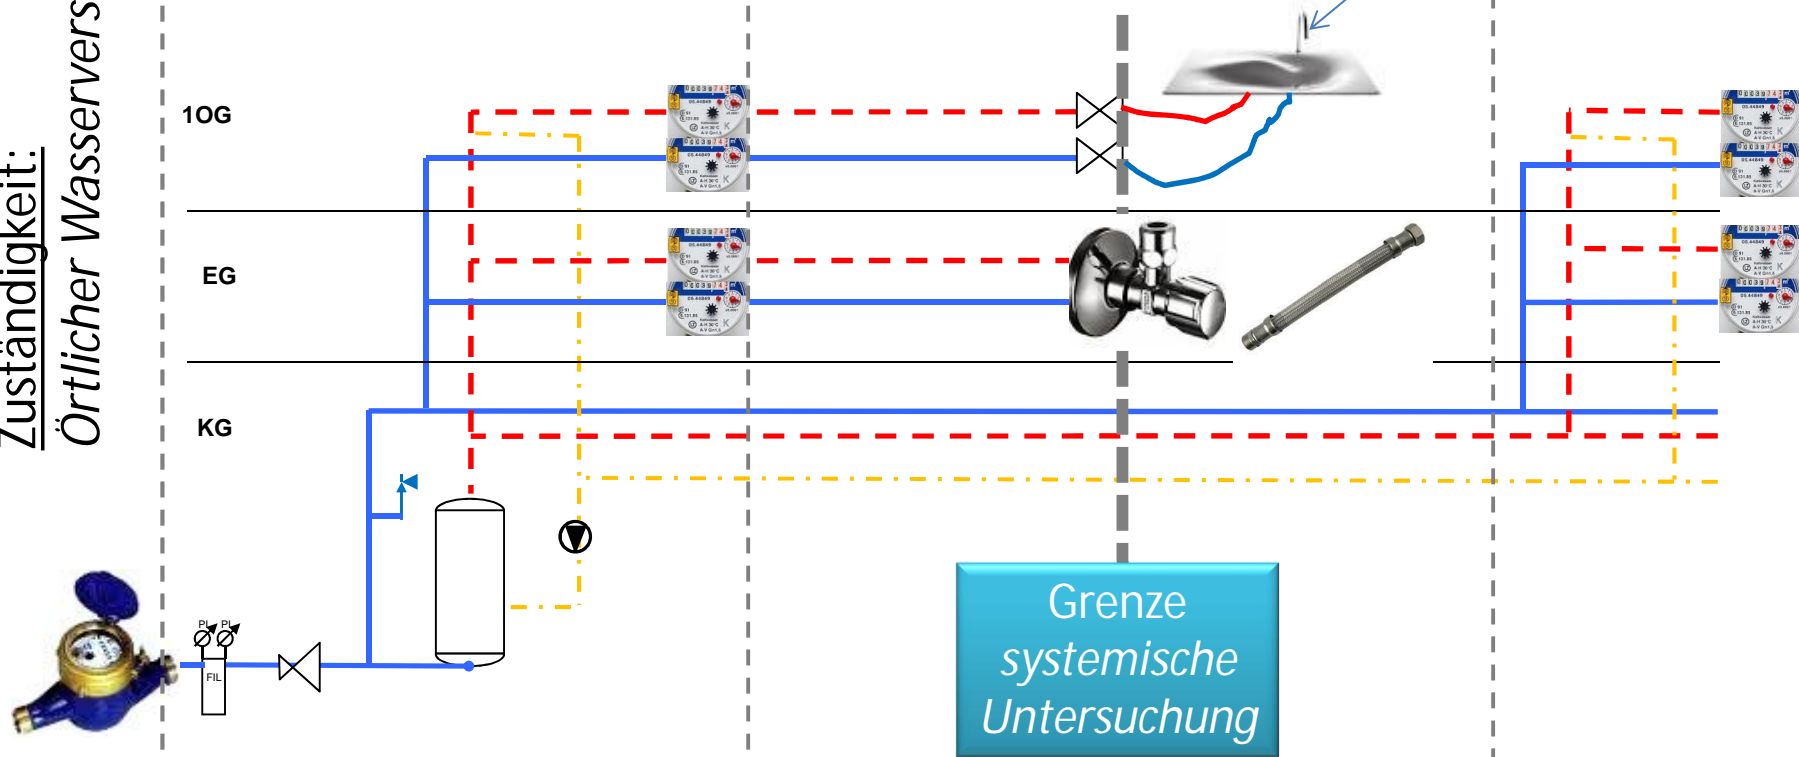 Zuständigkeit:
Örtlicher Wasservers
1OG
EG
KG
PI
PI
FIL
Grenze
systemische
Untersuchung